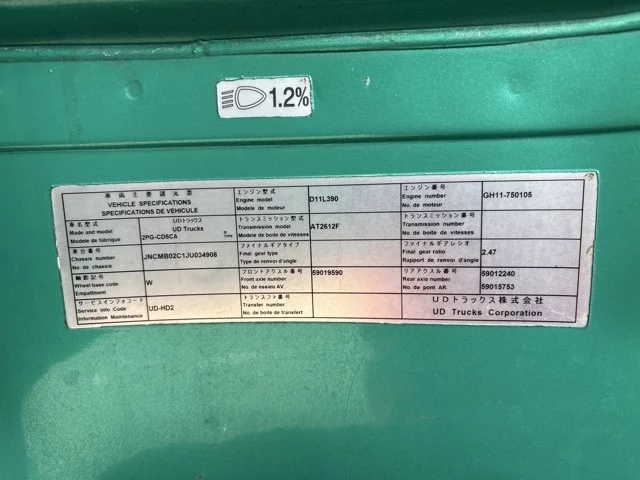 1.2%
車両主要諸元票
VEHICLE SPECIFICATIONS
SPECIFICATIONS DE VEHICULE
エンジン型式
Engine model
Modele de moteur
D11L390
エンジン番号
Engine number
No. de moteur
GH11-750105
車名型式
Made and model
Modele de fabrique
UDトラックス
UD Trucks
2PG-CD5CA
トランスミッション型式
Transmission model
Modele de boite de vitesses
AT2612F
トランスミッション番号
Transmission number
No. de boite de vitesses
車台番号
Chassis number
No. de chassis
JNCMB02C1JU034908
ファイナルギアタイプ
Final gear type
Type de renvoi d'angle
ファイナルギアレシオ
Final gear ratio
Rapport de renvoi d'angle
2.47
軸距記号
Wheel base code
Empattment
W
フロントアクスル番号
Front axle number
No. de essieu AV.
59019590
リアアクスル番号
Rear axle number
No. de pont AR.
59012240
59015753
サービスインフォコード
Service info Code
Information Maintenance
UD-HD2
トランスファ番号
Transfer number
No. de boite de transfert
UDトラックス株式会社
UD Trucks Corporation